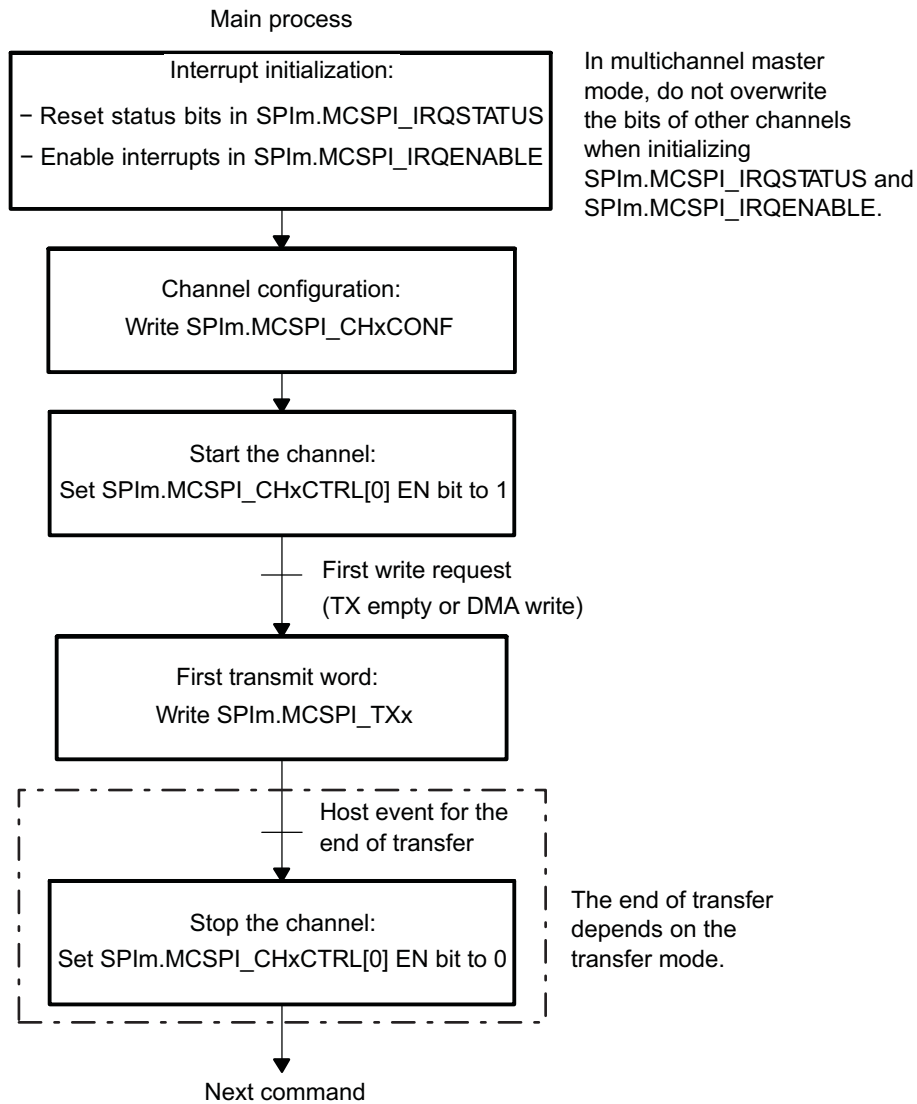 Main process
Interrupt initialization:
− Reset status bits in SPIm.MCSPI_IRQSTATUS
− Enable interrupts in SPIm.MCSPI_IRQENABLE
In multichannel master
mode, do not overwrite
the bits of other channels
when initializing
SPIm.MCSPI_IRQSTATUS and
SPIm.MCSPI_IRQENABLE.
Channel configuration:
Write SPIm.MCSPI_CHxCONF
Start the channel:
Set SPIm.MCSPI_CHxCTRL[0] EN bit to 1
First write request
(TX empty or DMA write)
First transmit word:
Write SPIm.MCSPI_TXx
Host event for the
end of transfer
Stop the channel:
Set SPIm.MCSPI_CHxCTRL[0] EN bit to 0
The end of transfer
depends on the
transfer mode.
Next command